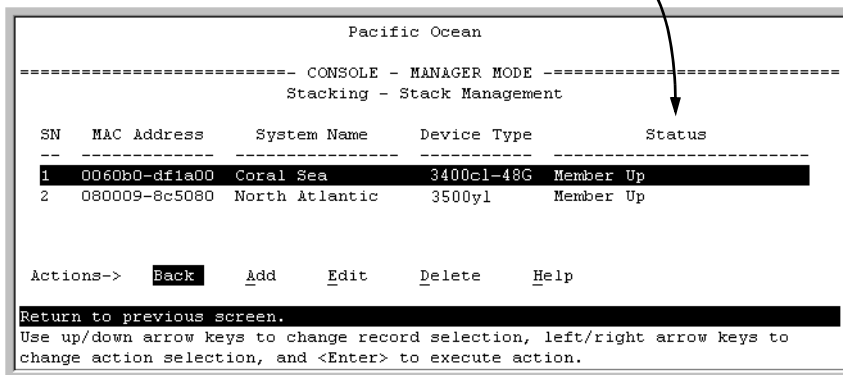 Pacific Ocean
==========================- CONSOLE - MANAGER MODE -============================
Stacking - Stack Management
SN MAC Address System Name Device Type Status
-- ------------- ---------------- ----------- -------------------------
1 0060b0-df1a00 Coral Sea 3400cl-48G Member Up
2 080009-8c5080 North Atlantic 3500yl Member Up
Actions-> Back Add Edit Delete Help
Return to previous screen.
Use up/down arrow keys to change record selection, left/right arrow keys to
change action selection, and <Enter> to execute action.